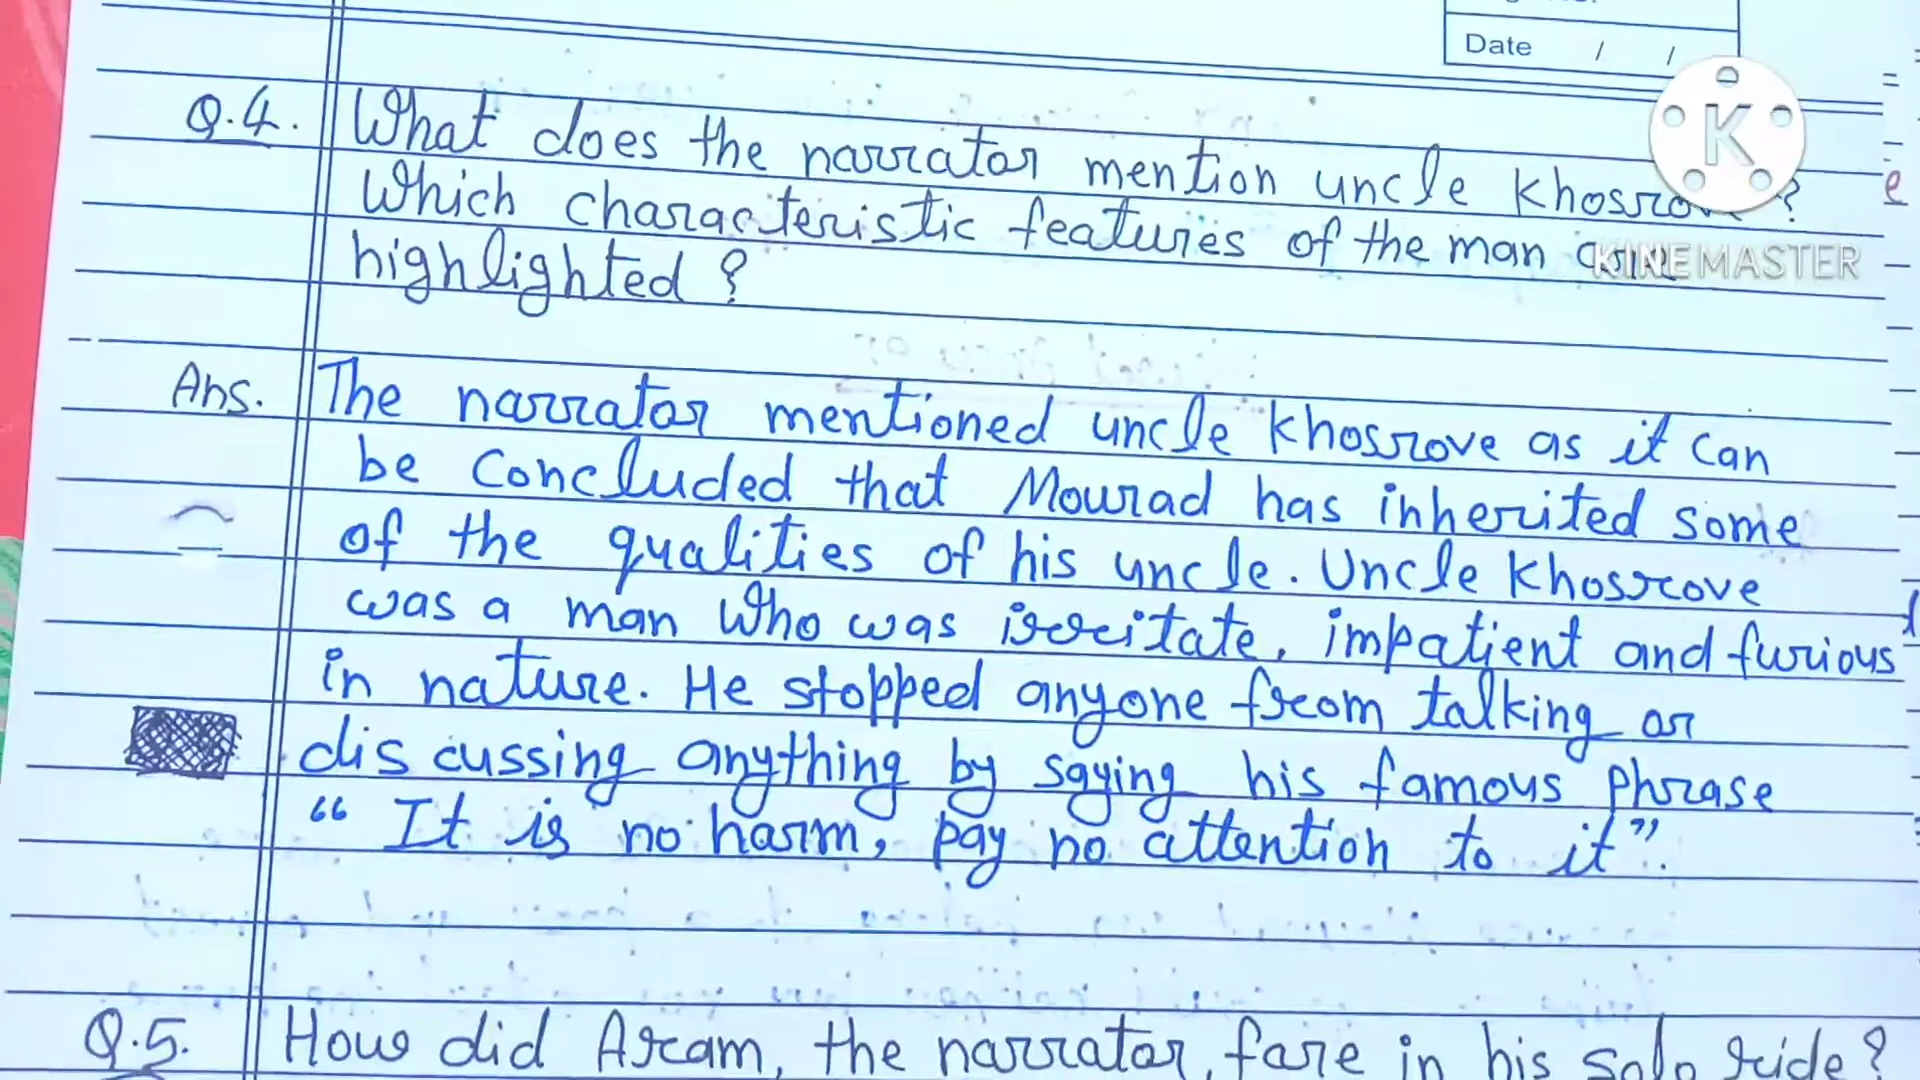 Date / /
K
KINEMASTER
Q.4. What does the narrator mention uncle Khosrove?
Which characteristic features of the man are
highlighted?
Ans. The narrator mentioned uncle Khosrove as it can
be concluded that Mourad has inherited some
of the qualities of his uncle. Uncle Khosrove
was a man who was irritate, impatient and furious
in nature. He stopped anyone from talking or
discussing anything by saying his famous phrase
“It is no harm, pay no attention to it”.
Q.5. How did Aram, the narrator, fare in his solo ride?